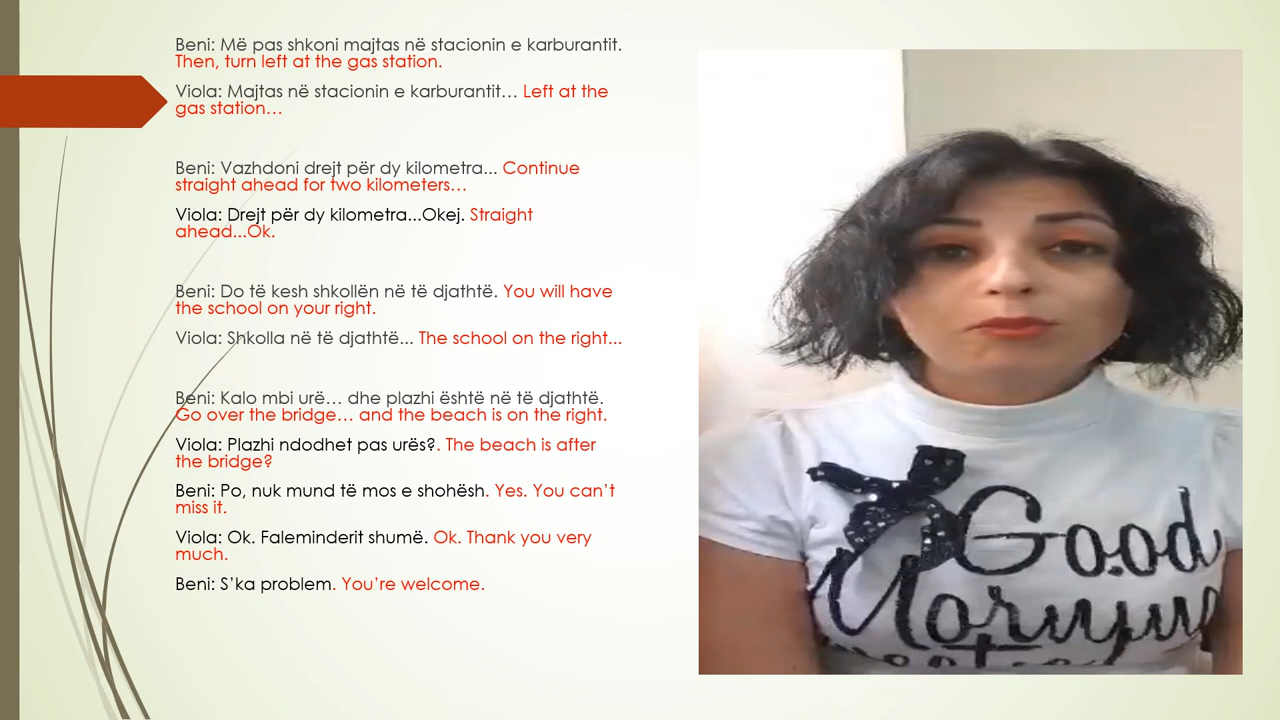 Beni: Më pas shkoni majtas në stacionin e karburantit.
Then, turn left at the gas station.
Viola: Majtas në stacionin e karburantit… Left at the
gas station…
Beni: Vazhdoni drejt për dy kilometra... Continue
straight ahead for two kilometers…
Viola: Drejt për dy kilometra...Okej. Straight
ahead...Ok.
Beni: Do të kesh shkollën në të djathtë. You will have
the school on your right.
Viola: Shkolla në të djathtë... The school on the right...
Beni: Kalo mbi urë… dhe plazhi është në të djathtë.
Go over the bridge… and the beach is on the right.
Viola: Plazhi ndodhet pas urës?. The beach is after
the bridge?
Beni: Po, nuk mund të mos e shohësh. Yes. You can’t
miss it.
Viola: Ok. Faleminderit shumë. Ok. Thank you very
much.
Beni: S’ka problem. You’re welcome.
Good
Morning